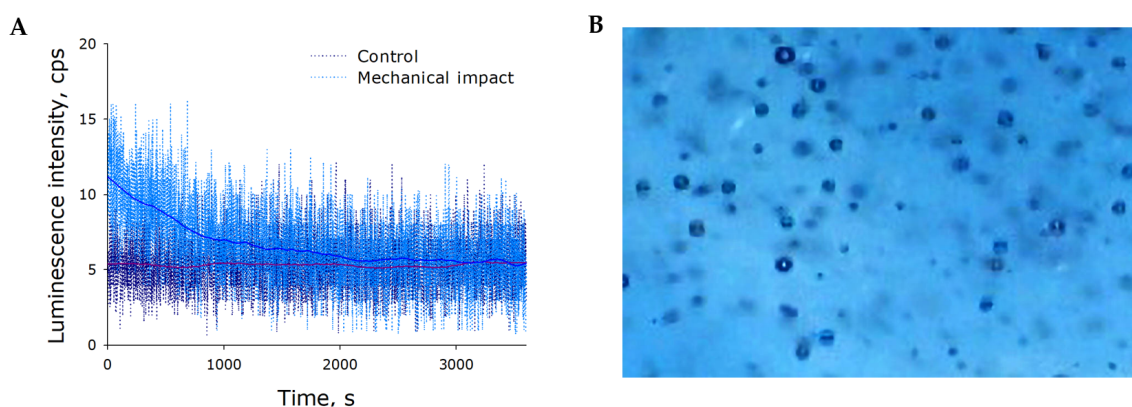 A
B
20
15
10
5
0
Luminescence intensity, cps
Control
Mechanical impact
0
1000
2000
3000
Time, s